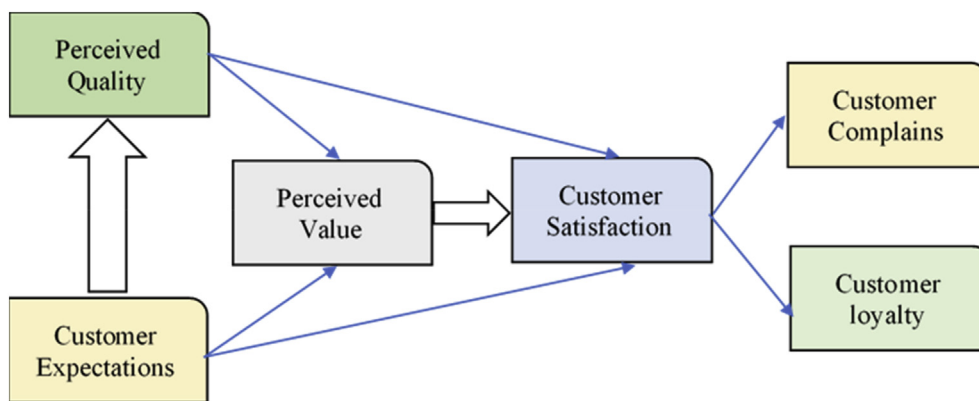 Perceived
Quality
Customer
Expectations
Perceived
Value
Customer
Satisfaction
Customer
Complains
Customer
loyalty